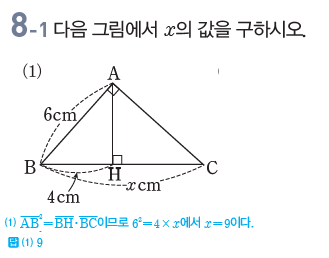 8-1 다음 그림에서 x의 값을 구하시오.
(1)
A
6cm
B
H
C
4cm
xcm
(1) AB²=BH·BC이므로 6²=4×x에서 x=9이다.
답 (1) 9